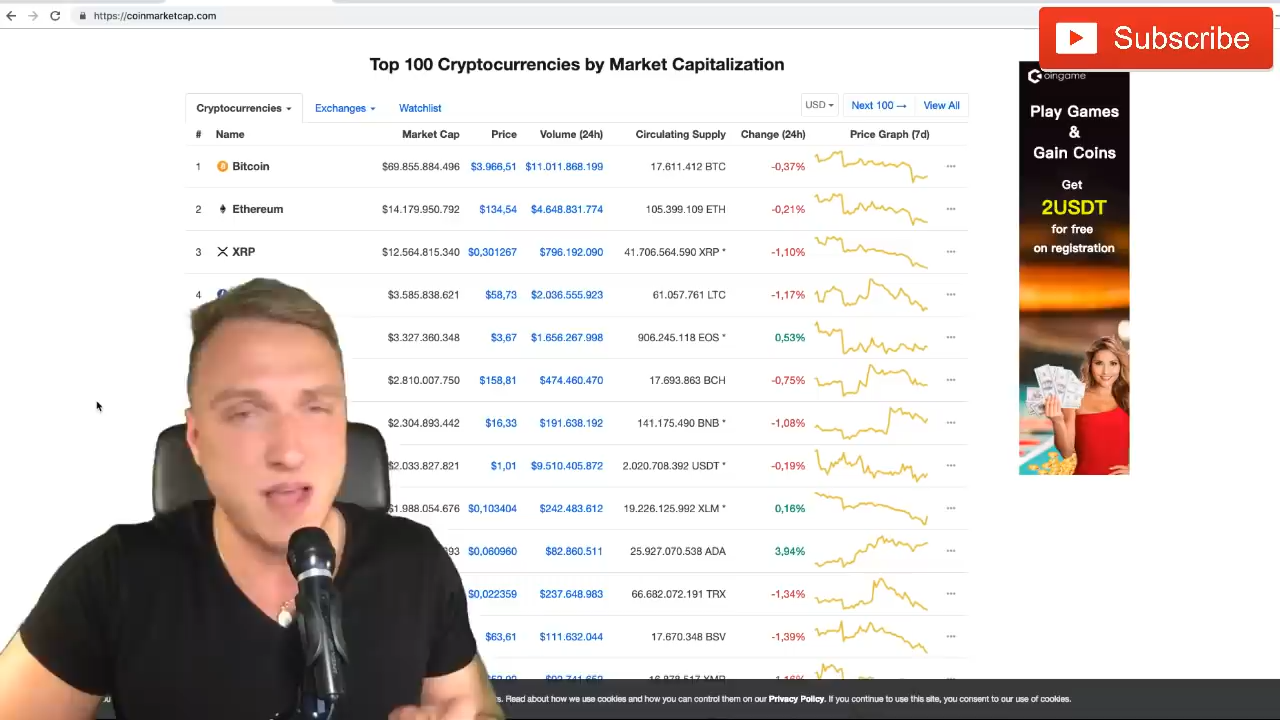 https://coinmarketcap.com
Subscribe
Top 100 Cryptocurrencies by Market Capitalization
Cryptocurrencies Exchanges Watchlist USD Next 100 → View All
# Name Market Cap Price Volume (24h) Circulating Supply Change (24h) Price Graph (7d)
1 Bitcoin $69.855.884.496 $3.966,51 $11.011.868.199 17.611.412 BTC -0,37%
2 Ethereum $14.179.950.792 $134,54 $4.648.831.774 105.399.109 ETH -0,21%
3 XRP $12.564.815.340 $0,301267 $796.192.090 41.706.564.590 XRP * -1,10%
4 $3.585.838.621 $58,73 $2.036.555.923 61.057.761 LTC -1,17%
$3.327.360.348 $3,67 $1.656.267.998 906.245.118 EOS * 0,53%
$2.810.007.750 $158,81 $474.460.470 17.693.863 BCH -0,75%
$2.304.893.442 $16,33 $191.638.192 141.175.490 BNB * -1,08%
$2.033.827.821 $1,01 $9.510.405.872 2.020.708.392 USDT * -0,19%
$1.988.054.676 $0,103404 $242.483.612 19.226.125.992 XLM * 0,16%
$0,060960 $82.860.511 25.927.070.538 ADA 3,94%
$0,022359 $237.648.983 66.682.072.191 TRX -1,34%
$63,61 $111.632.044 17.670.348 BSV -1,39%
oingame
Play Games
&
Gain Coins
Get
2USDT
for free
on registration
Read about how we use cookies and how you can control them on our Privacy Policy. If you continue to use this site, you consent to our use of cookies.